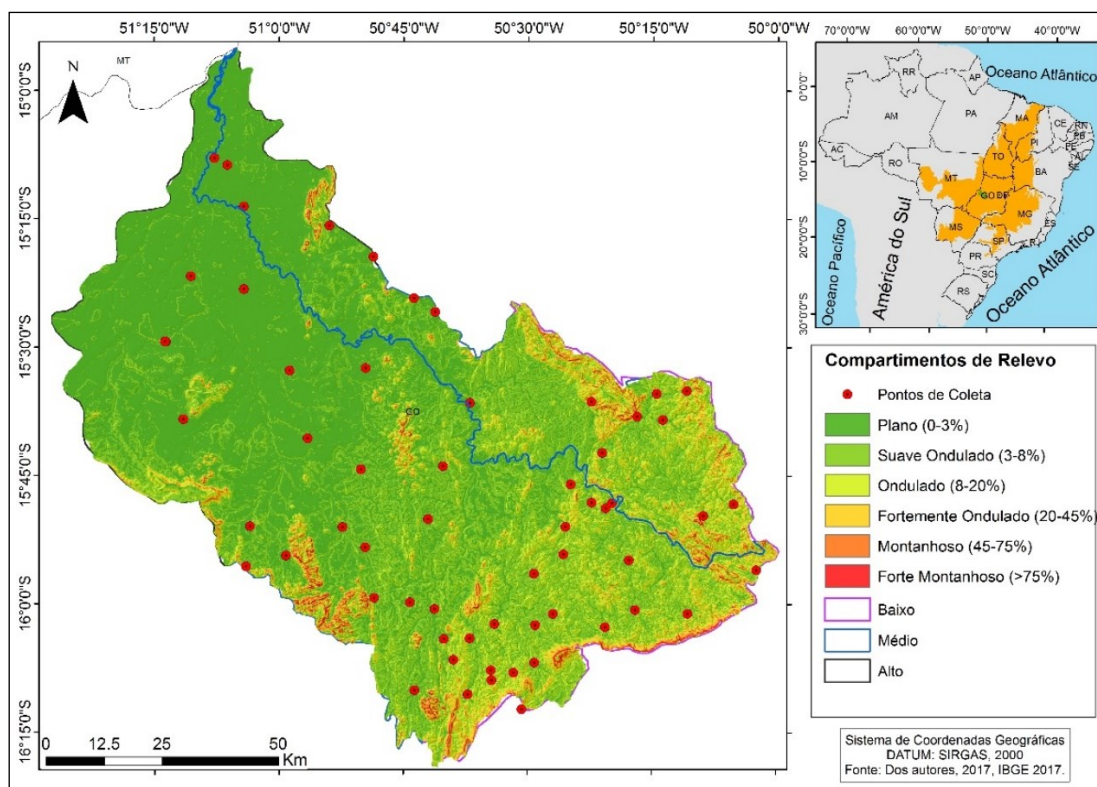 51°15'0"W 51°0'0"W 50°45'0"W 50°30'0"W 50°15'0"W 50°0'0"W
MT
N
15°0'0"S
15°15'0"S
15°30'0"S
15°45'0"S
16°0'0"S
16°15'0"S
GO
0 12.5 25 50
Km
70°0'0"W 60°0'0"W 50°0'0"W 40°0'0"W
0°0'0"
10°0'0"S
20°0'0"S
30°0'0"S
Oceano Atlântico
RR
AP
AM
PA
MA
CE
RN
PB
PI
PE
AL
SE
AC
RO
TO
BA
MT
GO DF
MG
ES
MS
SP
PR
SC
RS
América do Sul
Oceano Pacífico
Oceano Atlântico
Compartimentos de Relevo
Pontos de Coleta
Plano (0-3%)
Suave Ondulado (3-8%)
Ondulado (8-20%)
Fortemente Ondulado (20-45%)
Montanhoso (45-75%)
Forte Montanhoso (>75%)
Baixo
Médio
Alto
Sistema de Coordenadas Geográficas
DATUM: SIRGAS, 2000
Fonte: Dos autores, 2017, IBGE 2017.